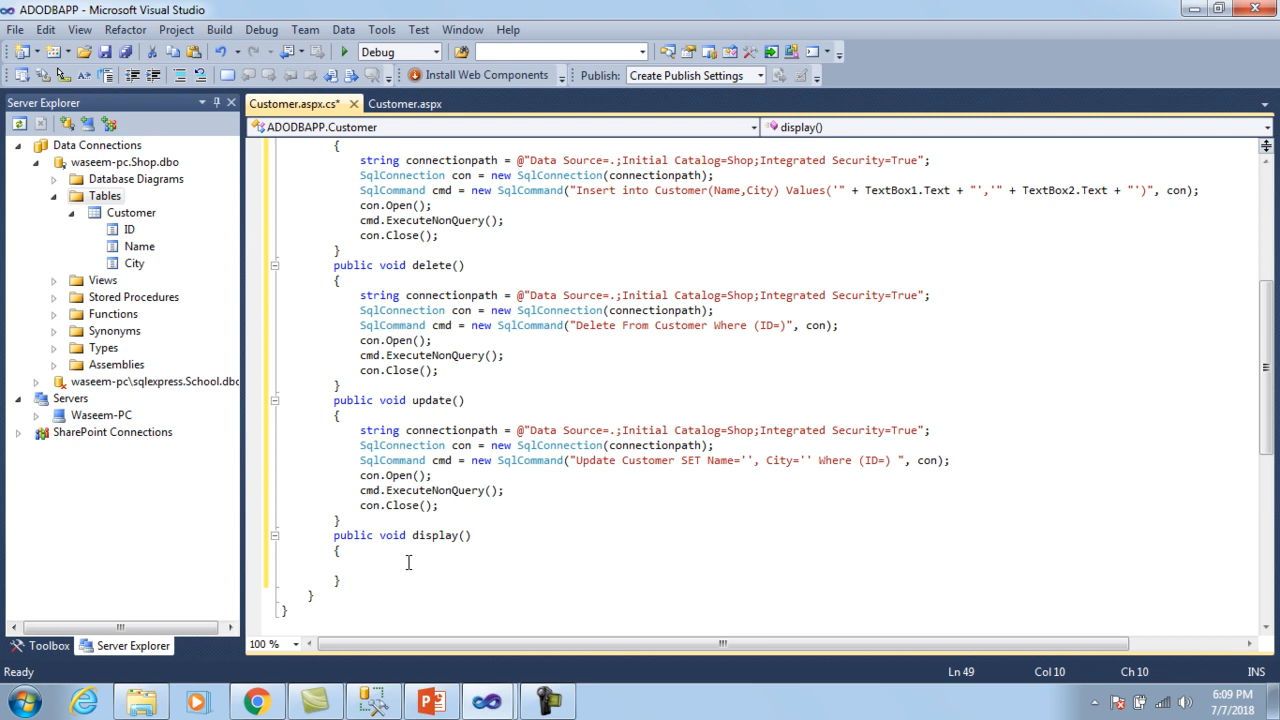 ADODBAPP - Microsoft Visual Studio
File Edit View Refactor Project Build Debug Team Data Tools Test Window Help
Debug
Install Web Components Publish: Create Publish Settings
Server Explorer
Customer.aspx.cs* Customer.aspx
ADODBAPP.Customer display()
Data Connections
waseem-pc.Shop.dbo
Database Diagrams
Tables
Customer
ID
Name
City
Views
Stored Procedures
Functions
Synonyms
Types
Assemblies
waseem-pc\sqlexpress.School.dbo
Servers
Waseem-PC
SharePoint Connections
Toolbox Server Explorer
{
string connectionpath = @"Data Source=.;Initial Catalog=Shop;Integrated Security=True";
SqlConnection con = new SqlConnection(connectionpath);
SqlCommand cmd = new SqlCommand("Insert into Customer(Name,City) Values('" + TextBox1.Text + "','" + TextBox2.Text + "')", con);
con.Open();
cmd.ExecuteNonQuery();
con.Close();
}
public void delete()
{
string connectionpath = @"Data Source=.;Initial Catalog=Shop;Integrated Security=True";
SqlConnection con = new SqlConnection(connectionpath);
SqlCommand cmd = new SqlCommand("Delete From Customer Where (ID=)", con);
con.Open();
cmd.ExecuteNonQuery();
con.Close();
}
public void update()
{
string connectionpath = @"Data Source=.;Initial Catalog=Shop;Integrated Security=True";
SqlConnection con = new SqlConnection(connectionpath);
SqlCommand cmd = new SqlCommand("Update Customer SET Name='', City='' Where (ID=) ", con);
con.Open();
cmd.ExecuteNonQuery();
con.Close();
}
public void display()
{
}
}
}
100 %
Ready Ln 49 Col 10 Ch 10 INS
6:09 PM
7/7/2018